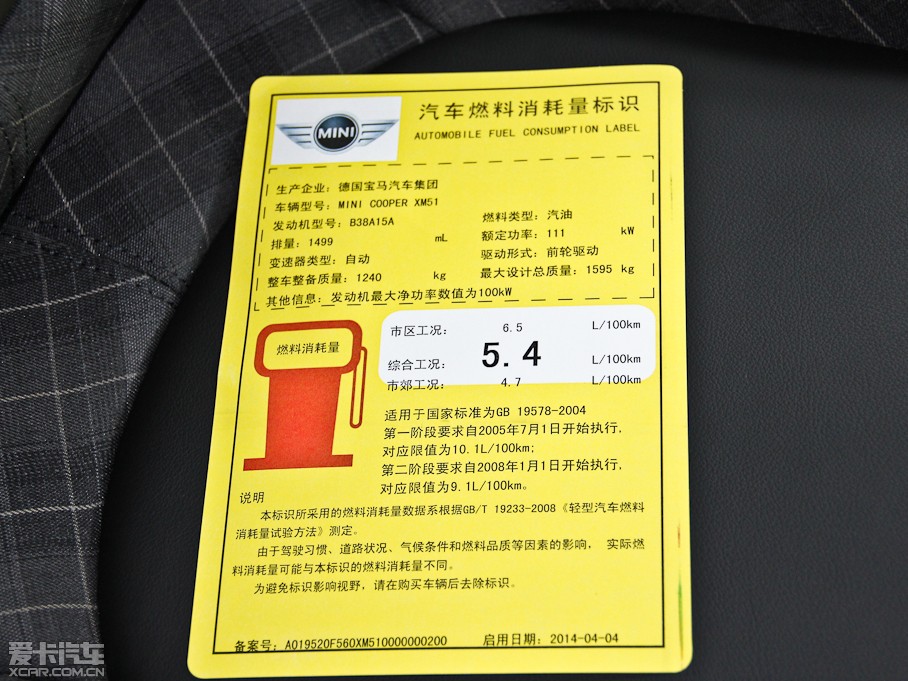 MINI
汽车燃料消耗量标识
AUTOMOBILE FUEL CONSUMPTION LABEL
生产企业: 德国宝马汽车集团
车辆型号: MINI COOPER XM51
发动机型号: B38A15A 燃料类型: 汽油
排量: 1499 mL 额定功率: 111 kW
变速器类型: 自动 驱动形式: 前轮驱动
整车整备质量: 1240 kg 最大设计总质量: 1595 kg
其他信息: 发动机最大净功率数值为100kW
燃料消耗量
市区工况: 6.5 L/100km
综合工况: 5.4 L/100km
市郊工况: 4.7 L/100km
适用于国家标准为GB 19578-2004
第一阶段要求自2005年7月1日开始执行,
对应限值为10.1L/100km;
第二阶段要求自2008年1月1日开始执行,
对应限值为9.1L/100km。
说明
本标识所采用的燃料消耗量数据系根据GB/T 19233-2008《轻型汽车燃料
消耗量试验方法》测定。
由于驾驶习惯、道路状况、气候条件和燃料品质等因素的影响, 实际燃
料消耗量可能与本标识的燃料消耗量不同。
为避免标识影响视野, 请在购买车辆后去除标识。
备案号: A019520F560XM510000000200 启用日期: 2014-04-04
爱卡汽车
XCAR.COM.CN